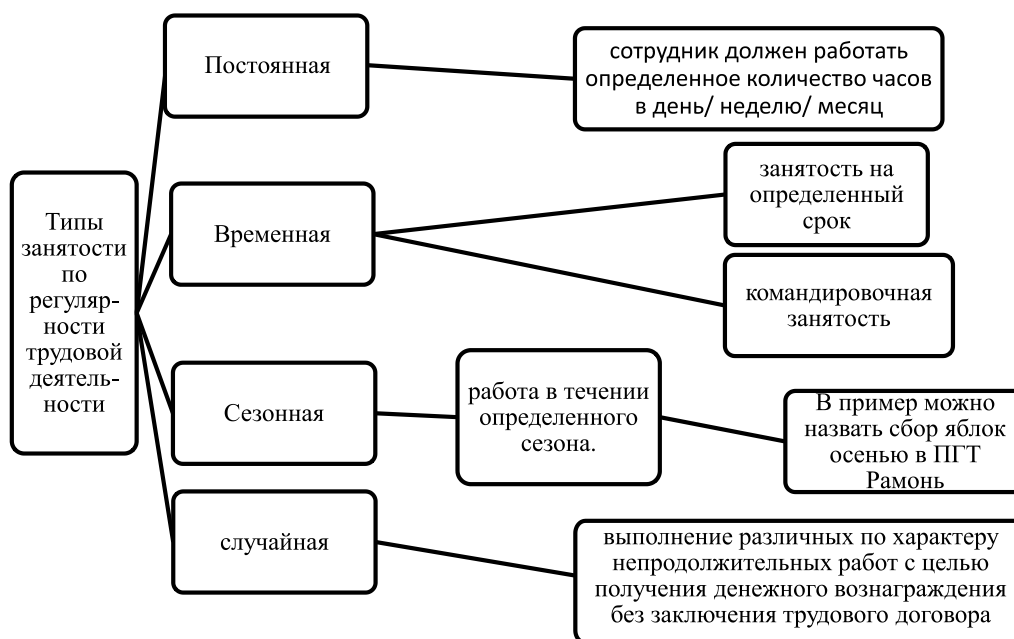 Типы
занятости
по
регуляр-
ности
трудовой
деятель-
ности
Постоянная
сотрудник должен работать
определенное количество часов
в день/ неделю/ месяц
Временная
занятость на
определенный
срок
командировочная
занятость
Сезонная
работа в течении
определенного
сезона.
В пример можно
назвать сбор яблок
осенью в ПГТ
Рамонь
случайная
выполнение различных по характеру
непродолжительных работ с целью
получения денежного вознаграждения
без заключения трудового договора